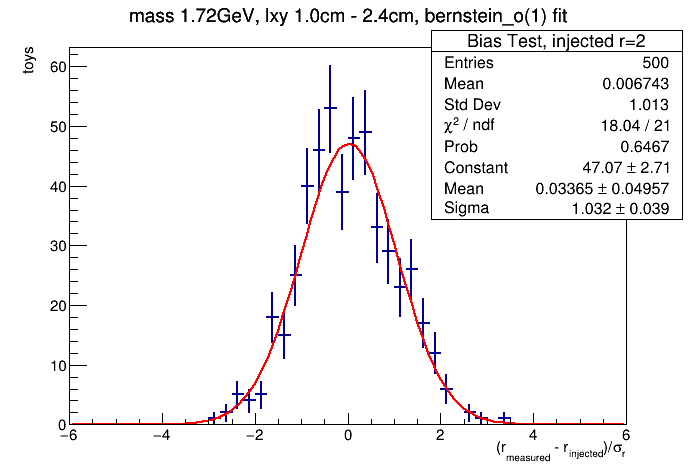 mass 1.72GeV, lxy 1.0cm - 2.4cm, bernstein_o(1) fit
toys
Bias Test, injected r=2
Entries 500
Mean 0.006743
Std Dev 1.013
χ² / ndf 18.04 / 21
Prob 0.6467
Constant 47.07 ± 2.71
Mean 0.03365 ± 0.04957
Sigma 1.032 ± 0.039
60
50
40
30
20
10
0
−6 −4 −2 0 2 4 6
(r_measured - r_injected)/σ_r